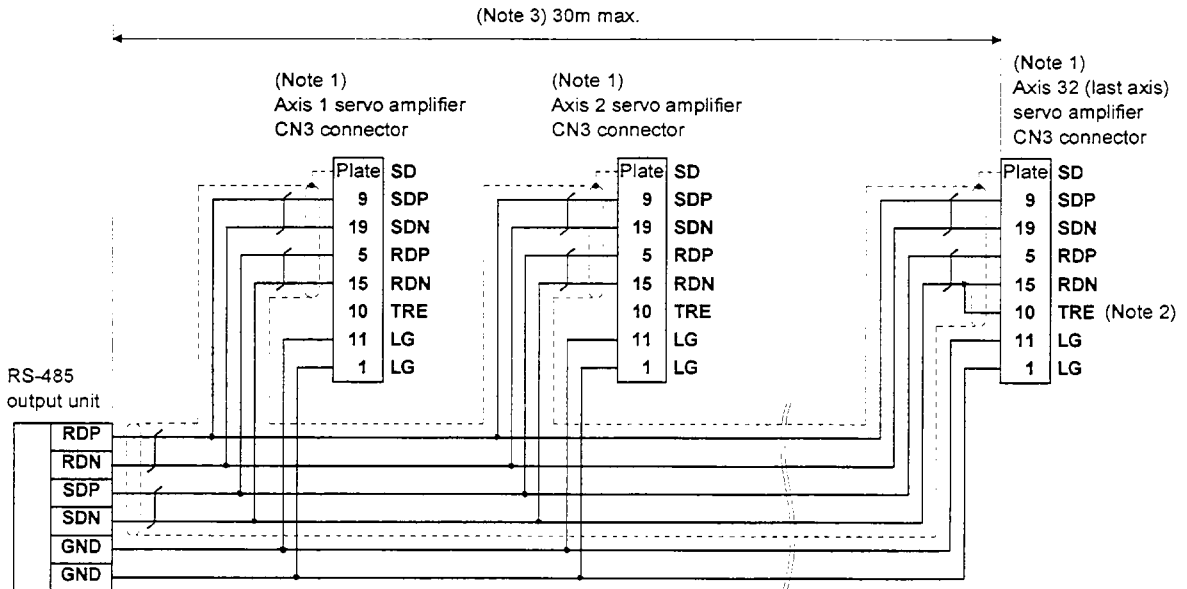 (Note 3) 30m max.
(Note 1)
Axis 1 servo amplifier
CN3 connector
Plate SD
9 SDP
19 SDN
5 RDP
15 RDN
10 TRE
11 LG
1 LG
(Note 1)
Axis 2 servo amplifier
CN3 connector
Plate SD
9 SDP
19 SDN
5 RDP
15 RDN
10 TRE
11 LG
1 LG
(Note 1)
Axis 32 (last axis)
servo amplifier
CN3 connector
Plate SD
9 SDP
19 SDN
5 RDP
15 RDN
10 TRE (Note 2)
11 LG
1 LG
RS-485
output unit
RDP
RDN
SDP
SDN
GND
GND